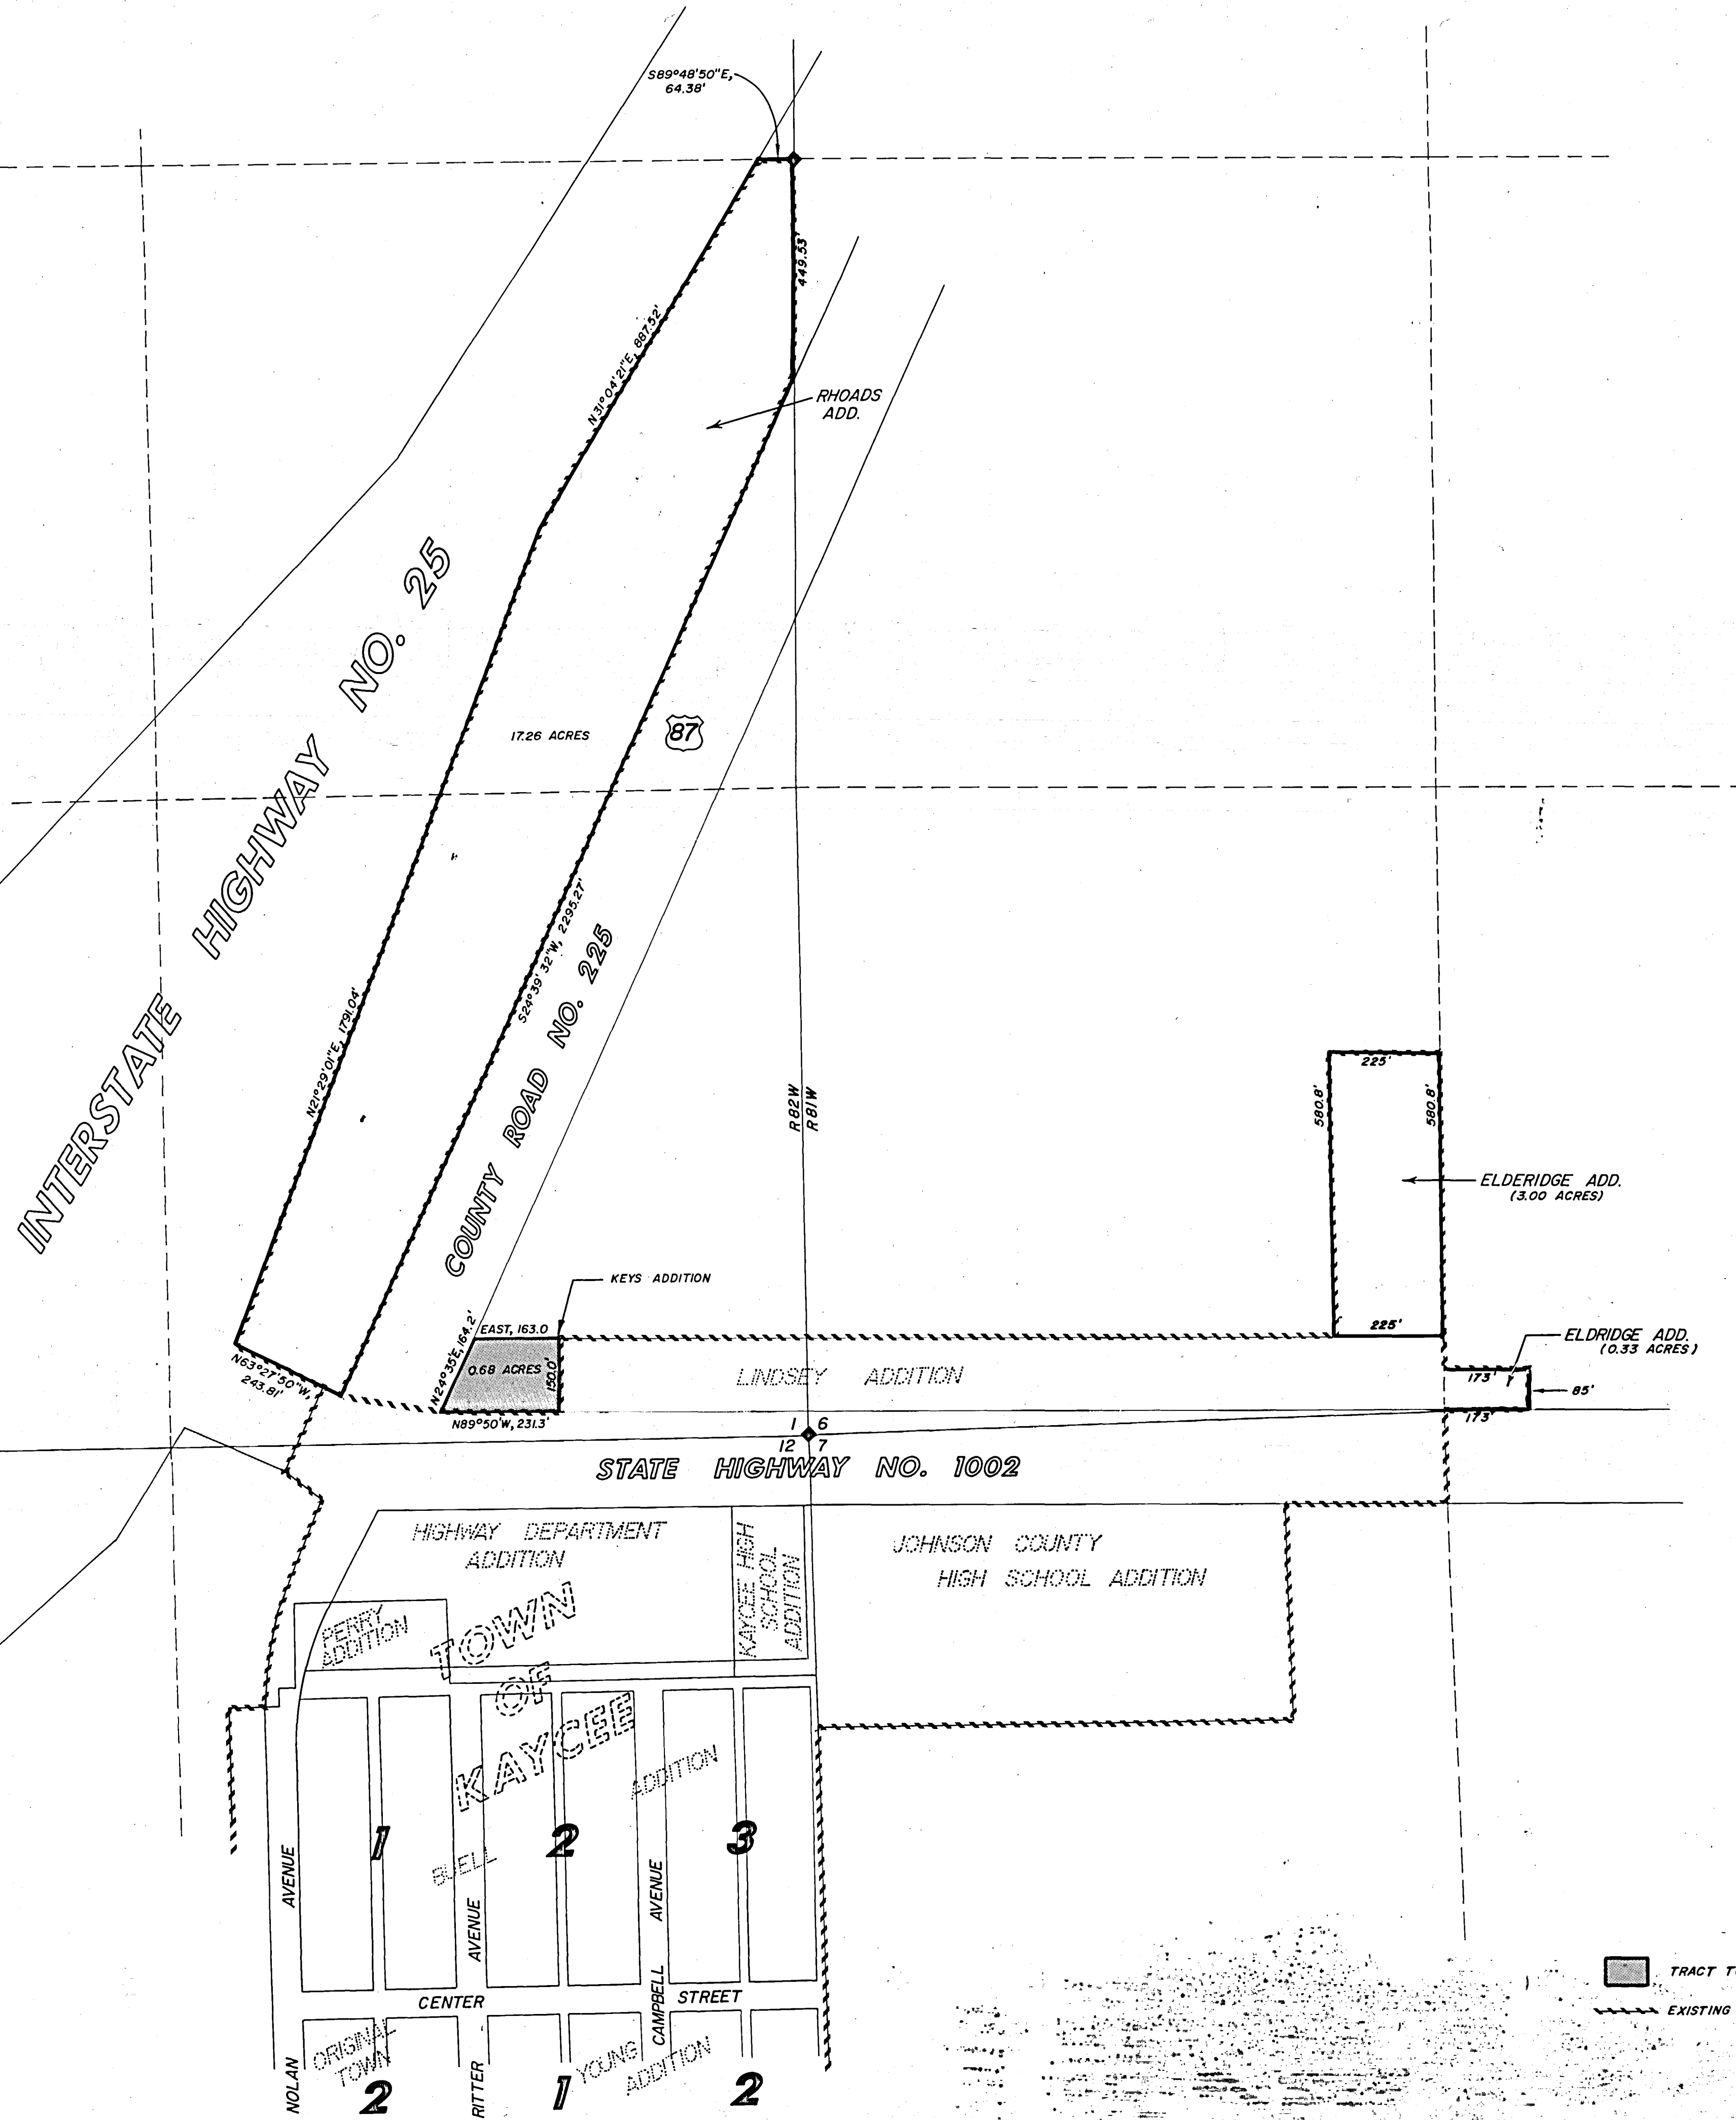 S89°48'50"E,
64.38'
449.53'
N31°04'21"E, 887.52'
RHOADS
ADD.
INTERSTATE HIGHWAY NO. 25
17.26 ACRES
87
S24°39'32"W, 2295.27'
COUNTY ROAD NO. 225
N21°29'01"E, 1791.04'
R82W
R81W
225'
580.8'
580.8'
ELDERIDGE ADD.
(3.00 ACRES)
225'
KEYS ADDITION
EAST, 163.0
N24°35'E, 164.2'
0.68 ACRES
150.0'
N89°50'W, 231.3'
N63°27'50"W,
243.81'
LINDSEY ADDITION
ELDRIDGE ADD.
(0.33 ACRES)
173'
85'
173'
1 6
12 7
STATE HIGHWAY NO. 1002
HIGHWAY DEPARTMENT
ADDITION
KAYCEE HIGH
SCHOOL
ADDITION
JOHNSON COUNTY
HIGH SCHOOL ADDITION
PERRY
ADDITION
TOWN
OF
KAYCEE
BUELL ADDITION
1 2 3
NOLAN AVENUE
RITTER AVENUE
CAMPBELL AVENUE
CENTER STREET
ORIGINAL
TOWN
YOUNG
ADDITION
2 1 2
TRACT T
EXISTING